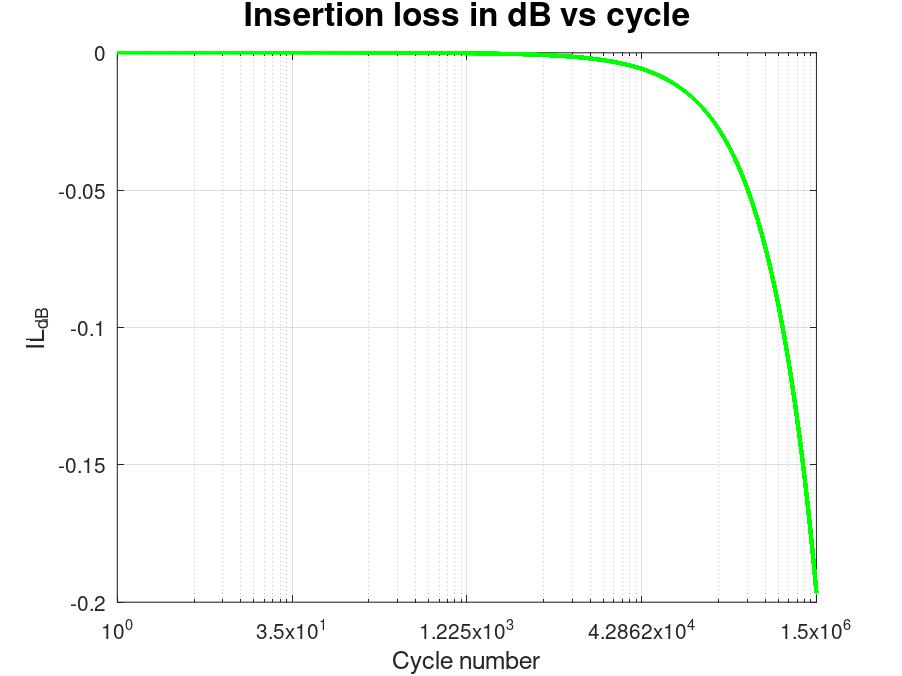 Insertion loss in dB vs cycle
0
-0.05
-0.1
-0.15
-0.2
IL_dB
10^0 3.5x10^1 1.225x10^3 4.2862x10^4 1.5x10^6
Cycle number